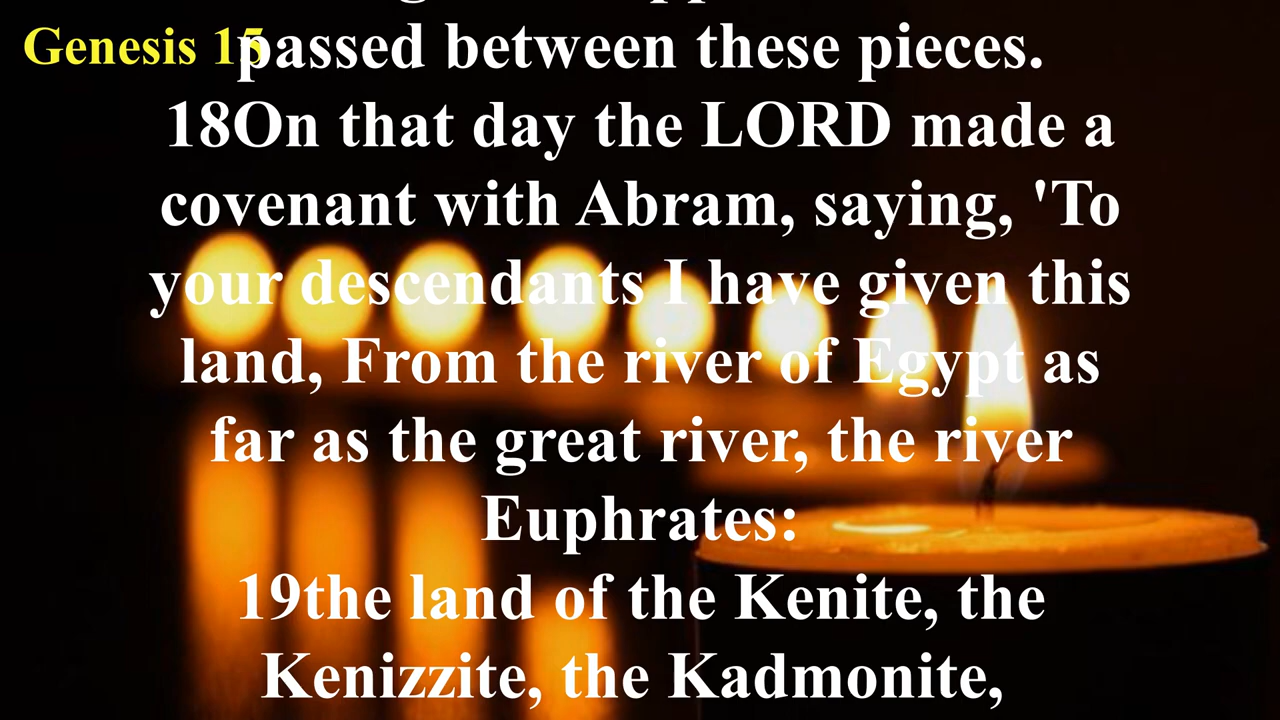 Genesis 15
passed between these pieces.
18On that day the LORD made a
covenant with Abram, saying, 'To
your descendants I have given this
land, From the river of Egypt as
far as the great river, the river
Euphrates:
19the land of the Kenite, the
Kenizzite, the Kadmonite,